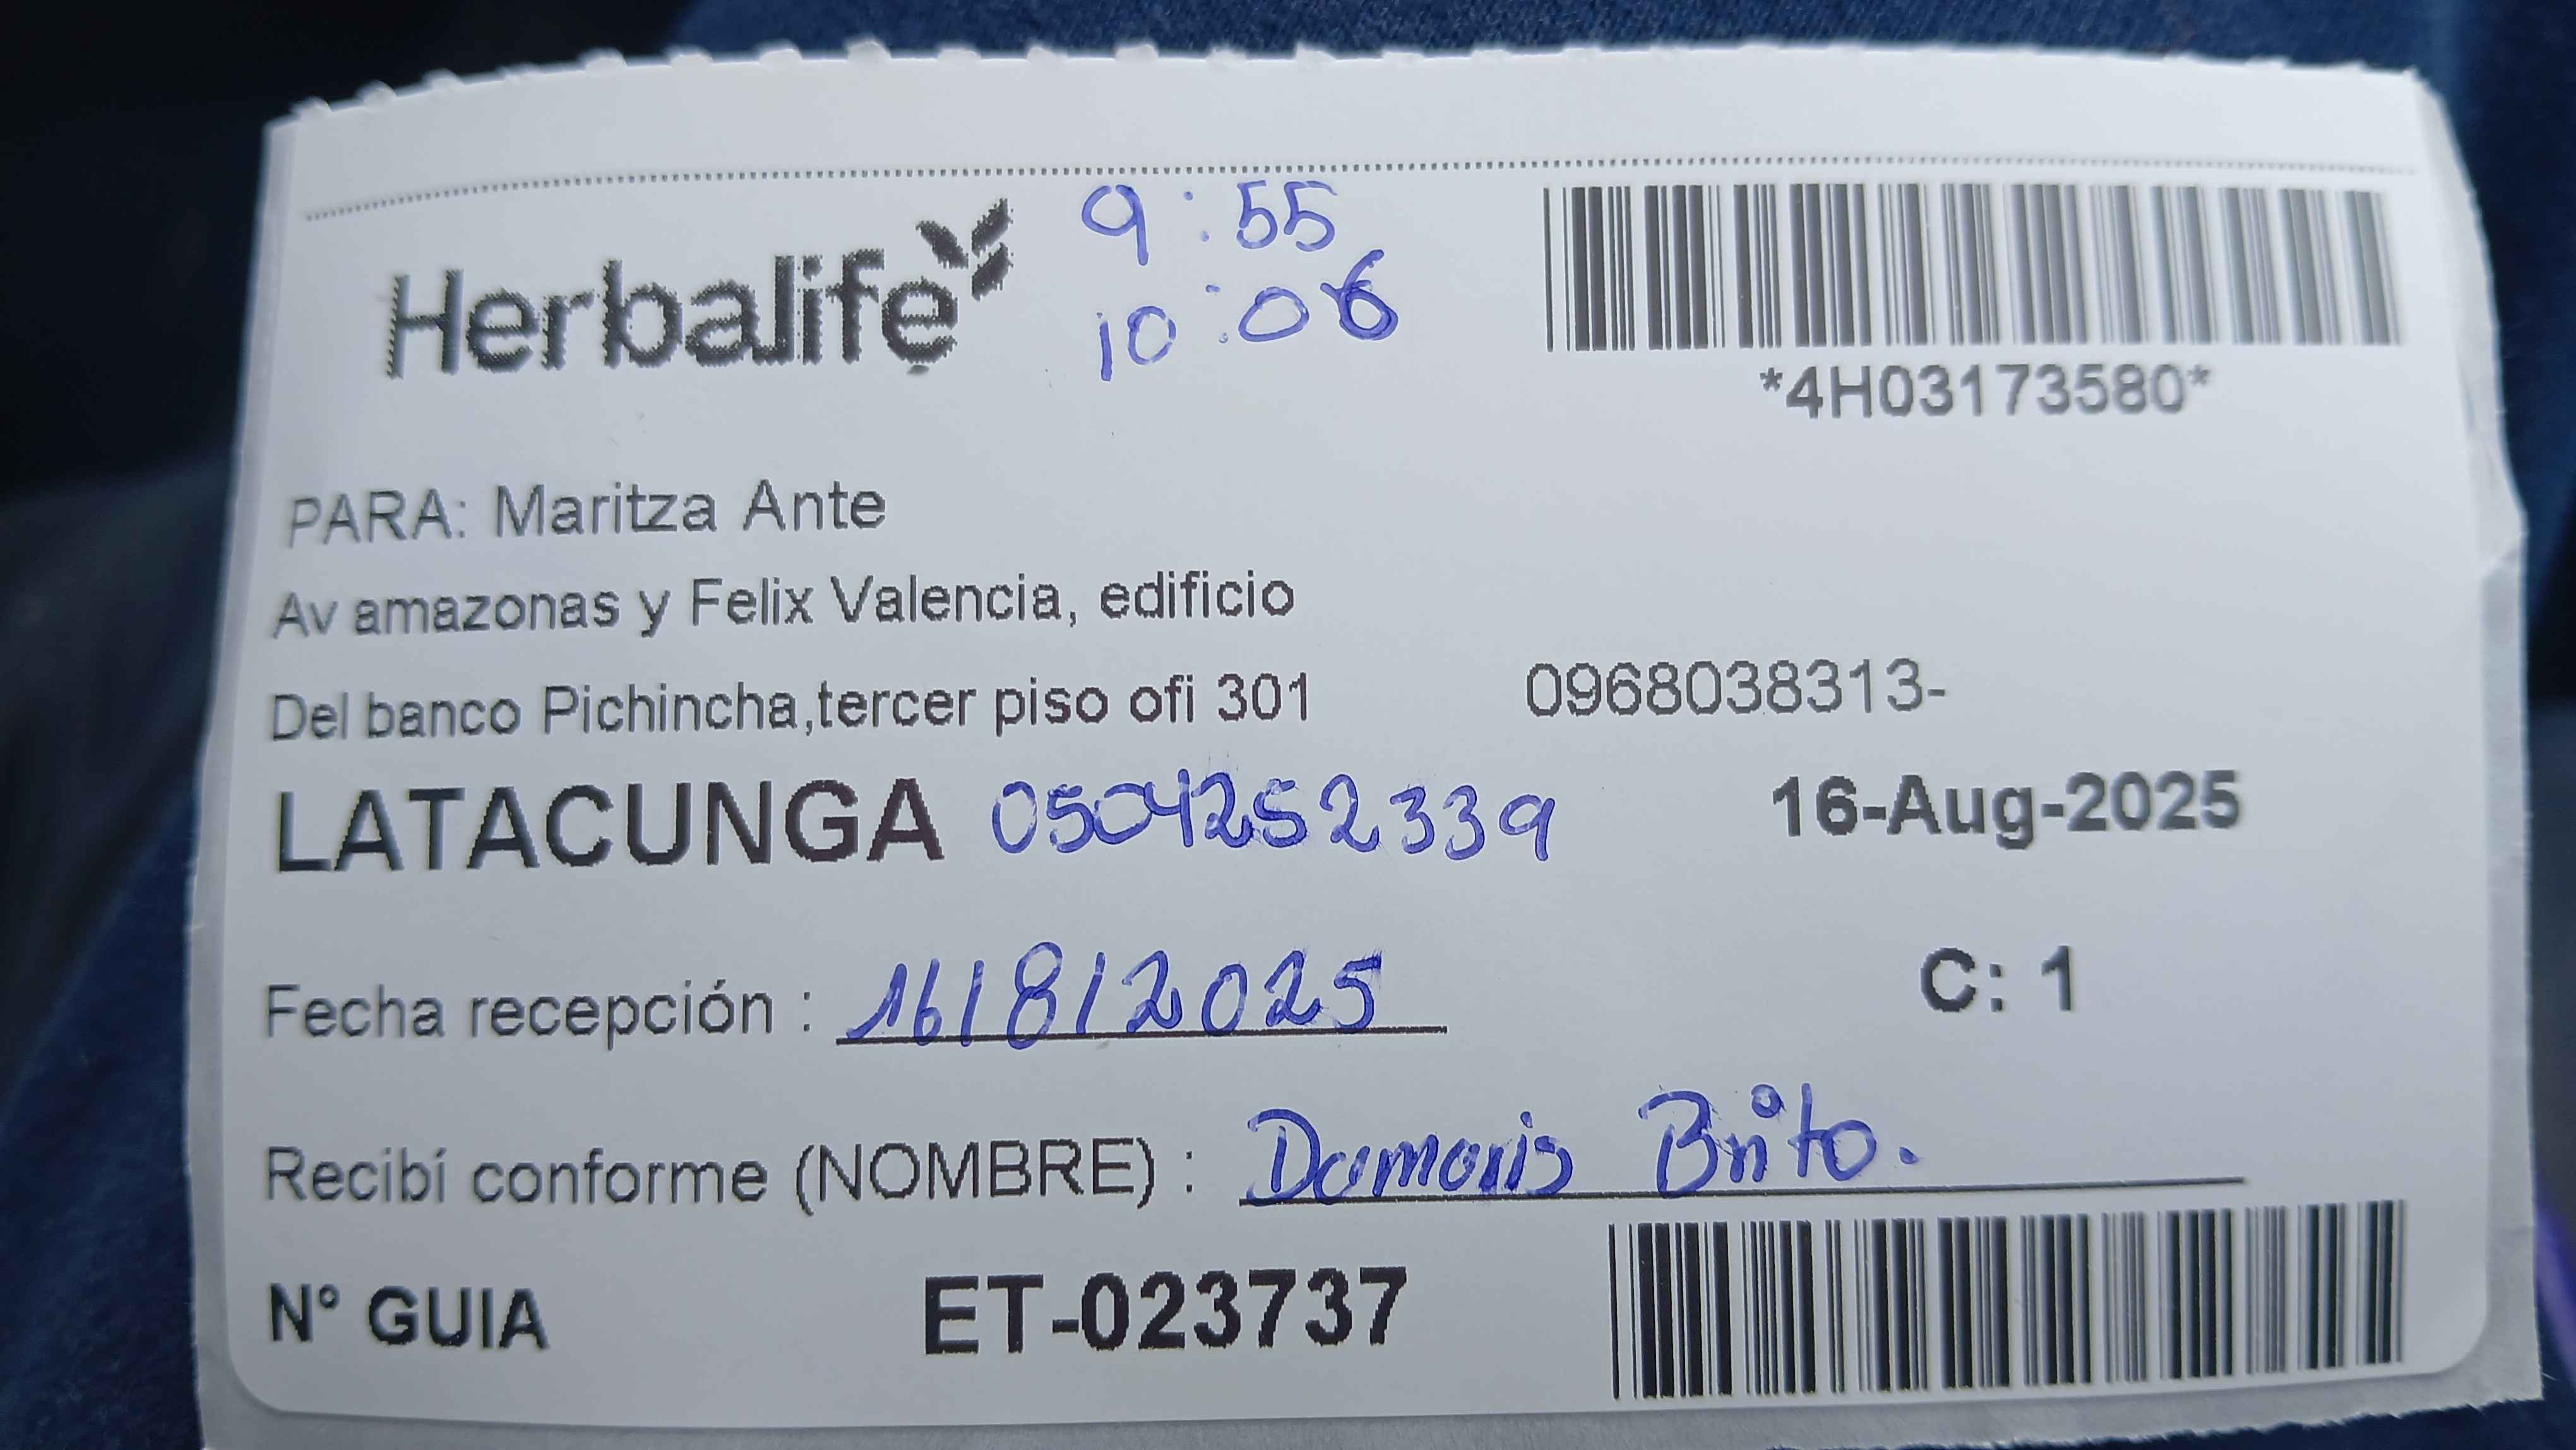 Herbalife
9:55
10:06
*4H03173580*
PARA: Maritza Ante
Av amazonas y Felix Valencia, edificio
Del banco Pichincha,tercer piso ofi 301 0968038313-
LATACUNGA 0504252339 16-Aug-2025
Fecha recepción : 16/8/2025 C: 1
Recibí conforme (NOMBRE) : Damaris Brito.
N° GUIA ET-023737